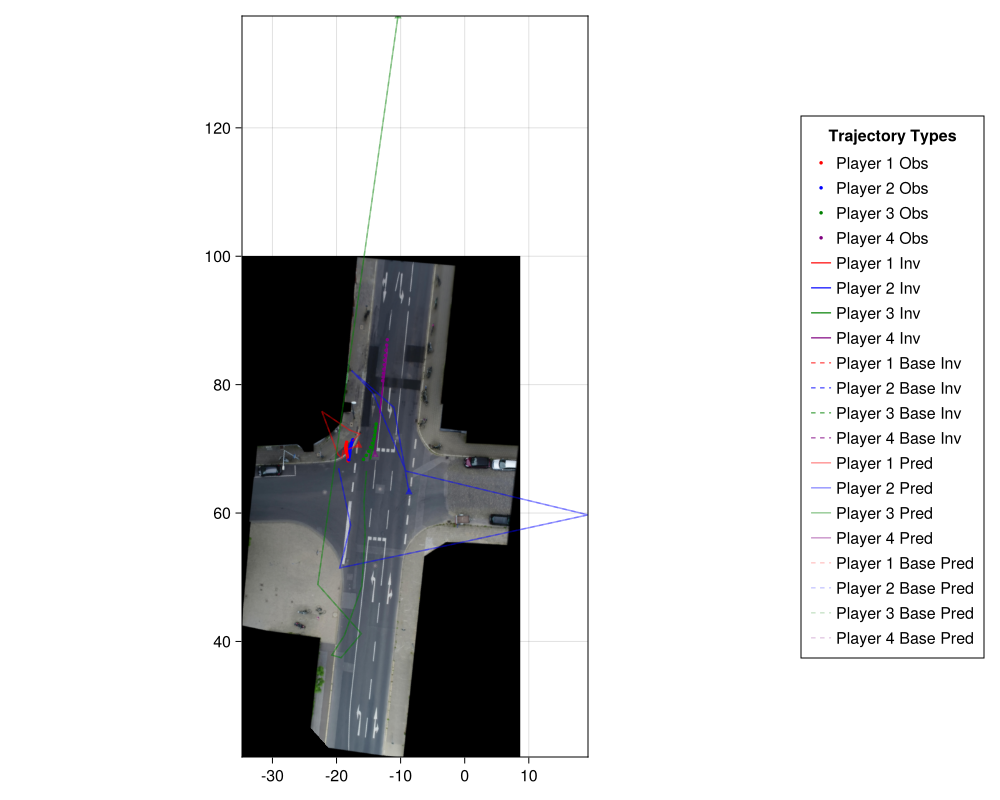 120
100
80
60
40
-30
-20
-10
0
10
Trajectory Types
Player 1 Obs
Player 2 Obs
Player 3 Obs
Player 4 Obs
Player 1 Inv
Player 2 Inv
Player 3 Inv
Player 4 Inv
Player 1 Base Inv
Player 2 Base Inv
Player 3 Base Inv
Player 4 Base Inv
Player 1 Pred
Player 2 Pred
Player 3 Pred
Player 4 Pred
Player 1 Base Pred
Player 2 Base Pred
Player 3 Base Pred
Player 4 Base Pred